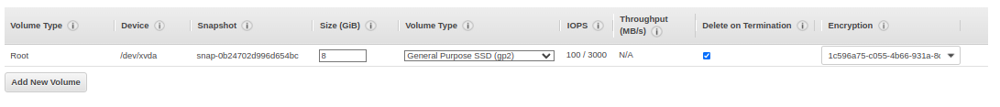 Volume Type Device Snapshot Size (GiB) Volume Type IOPS Throughput (MB/s) Delete on Termination Encryption
Root /dev/xvda snap-0b24702d996d654bc 8 General Purpose SSD (gp2) 100 / 3000 N/A 1c596a75-c055-4b66-931a-8
Add New Volume